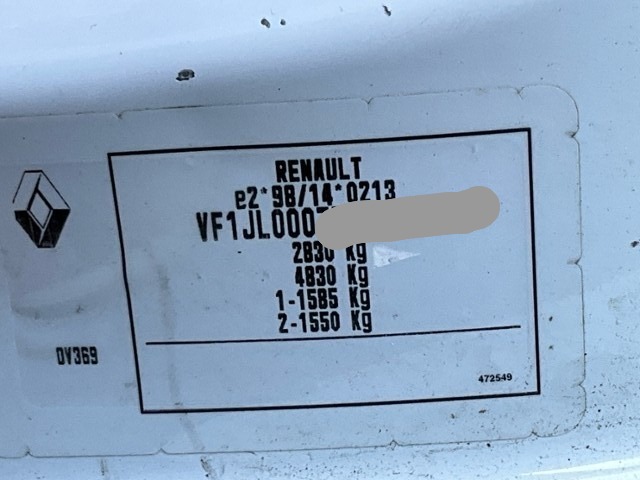 RENAULT
e2*98/14*0213
VF1JL000
2830 Kg
4830 Kg
1-1585 Kg
2-1550 Kg
DV369
472549